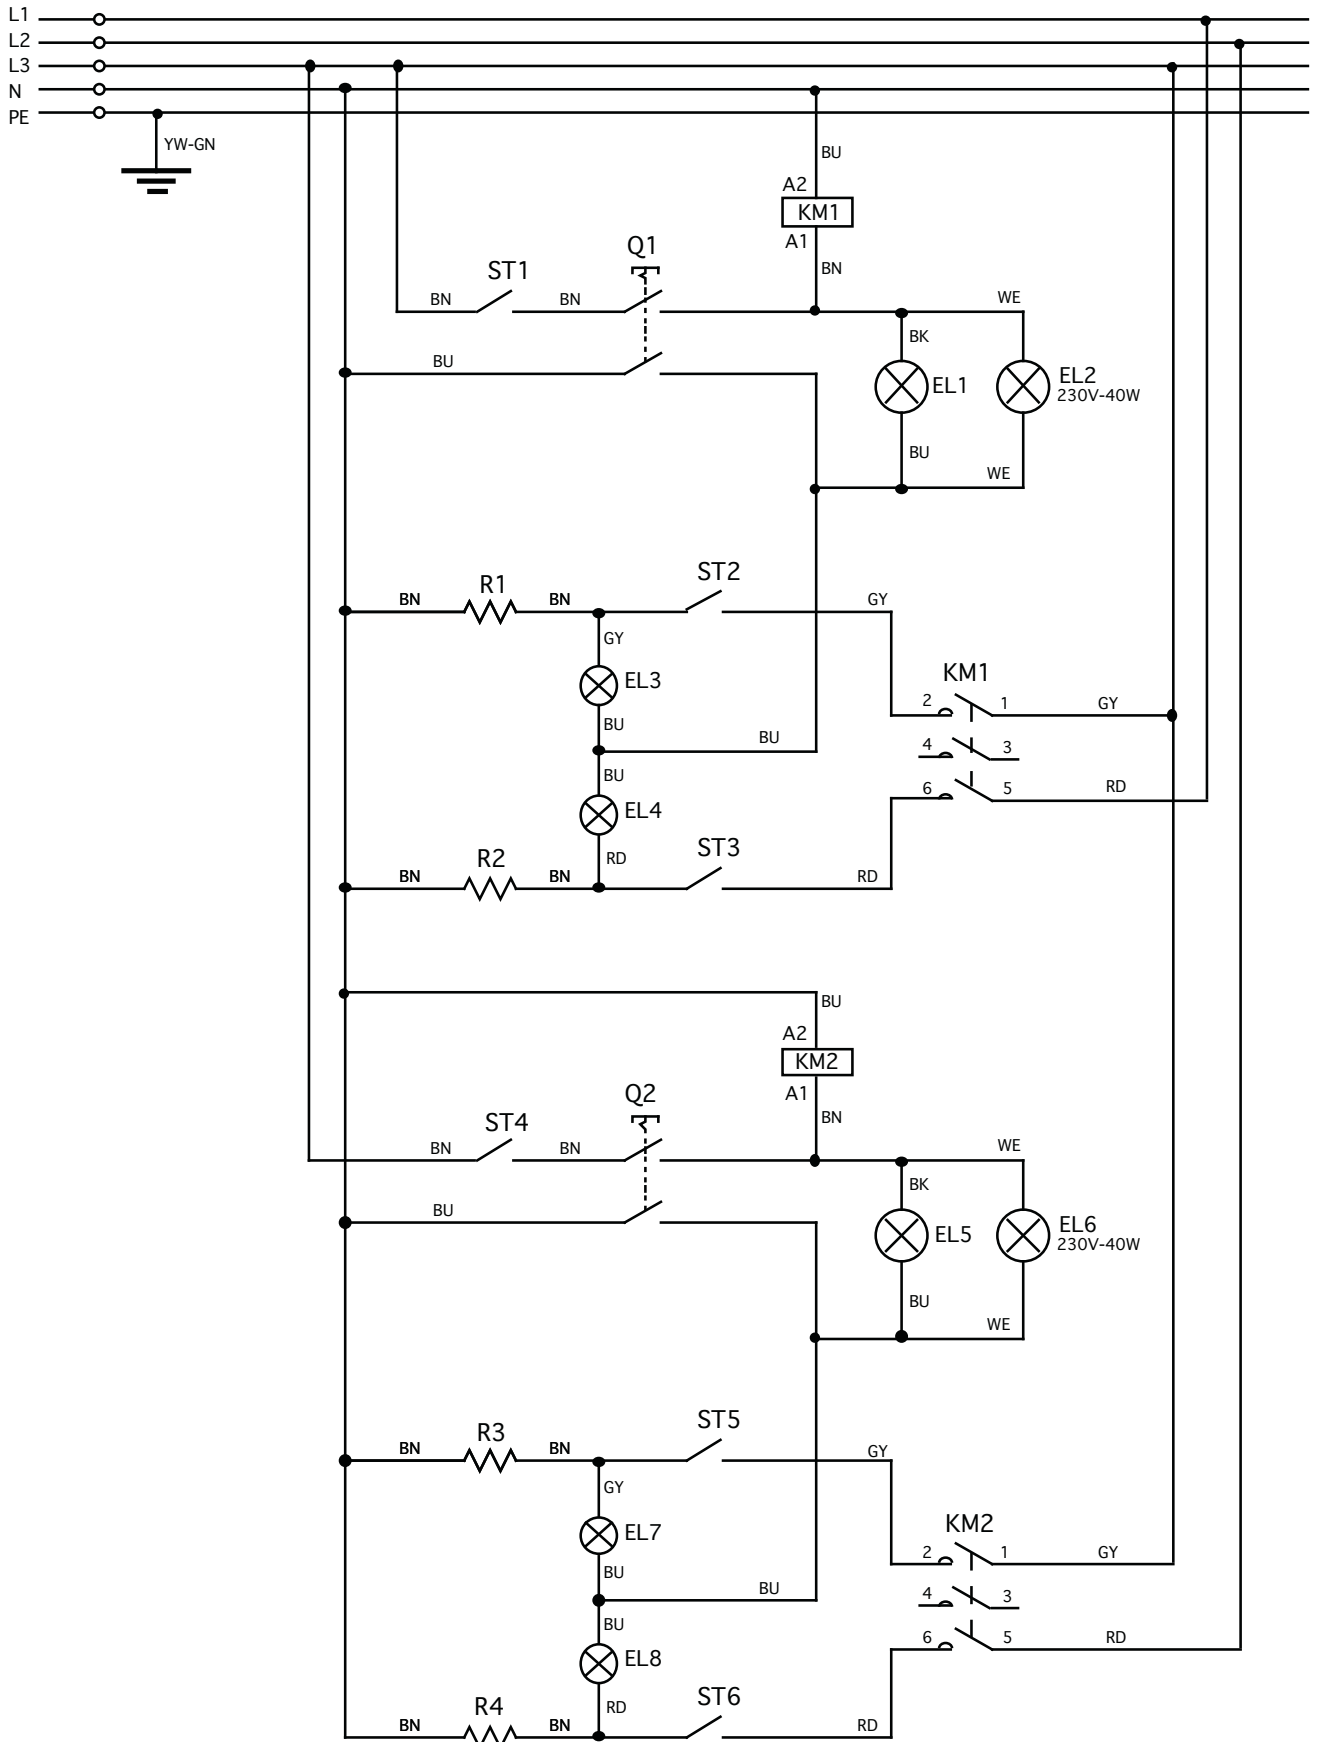 L1
L2
L3
N
PE
YW-GN
BU
A2
KM1
A1
Q1
BN
ST1
BN BN WE
BK
BU
EL1 EL2
230V-40W
BU
WE
ST2
R1
BN BN GY
GY
EL3
KM1
BU
2 1 GY
BU
4 3
BU
6 5 RD
EL4
ST3
R2
RD
BN BN RD
BU
A2
KM2
A1
Q2
BN
ST4
BN BN WE
BK
BU
EL5 EL6
230V-40W
BU
WE
ST5
R3
BN BN GY
GY
KM2
EL7
2 1 GY
BU
BU
4 3
BU
6 5 RD
EL8
ST6
R4
RD
BN BN RD